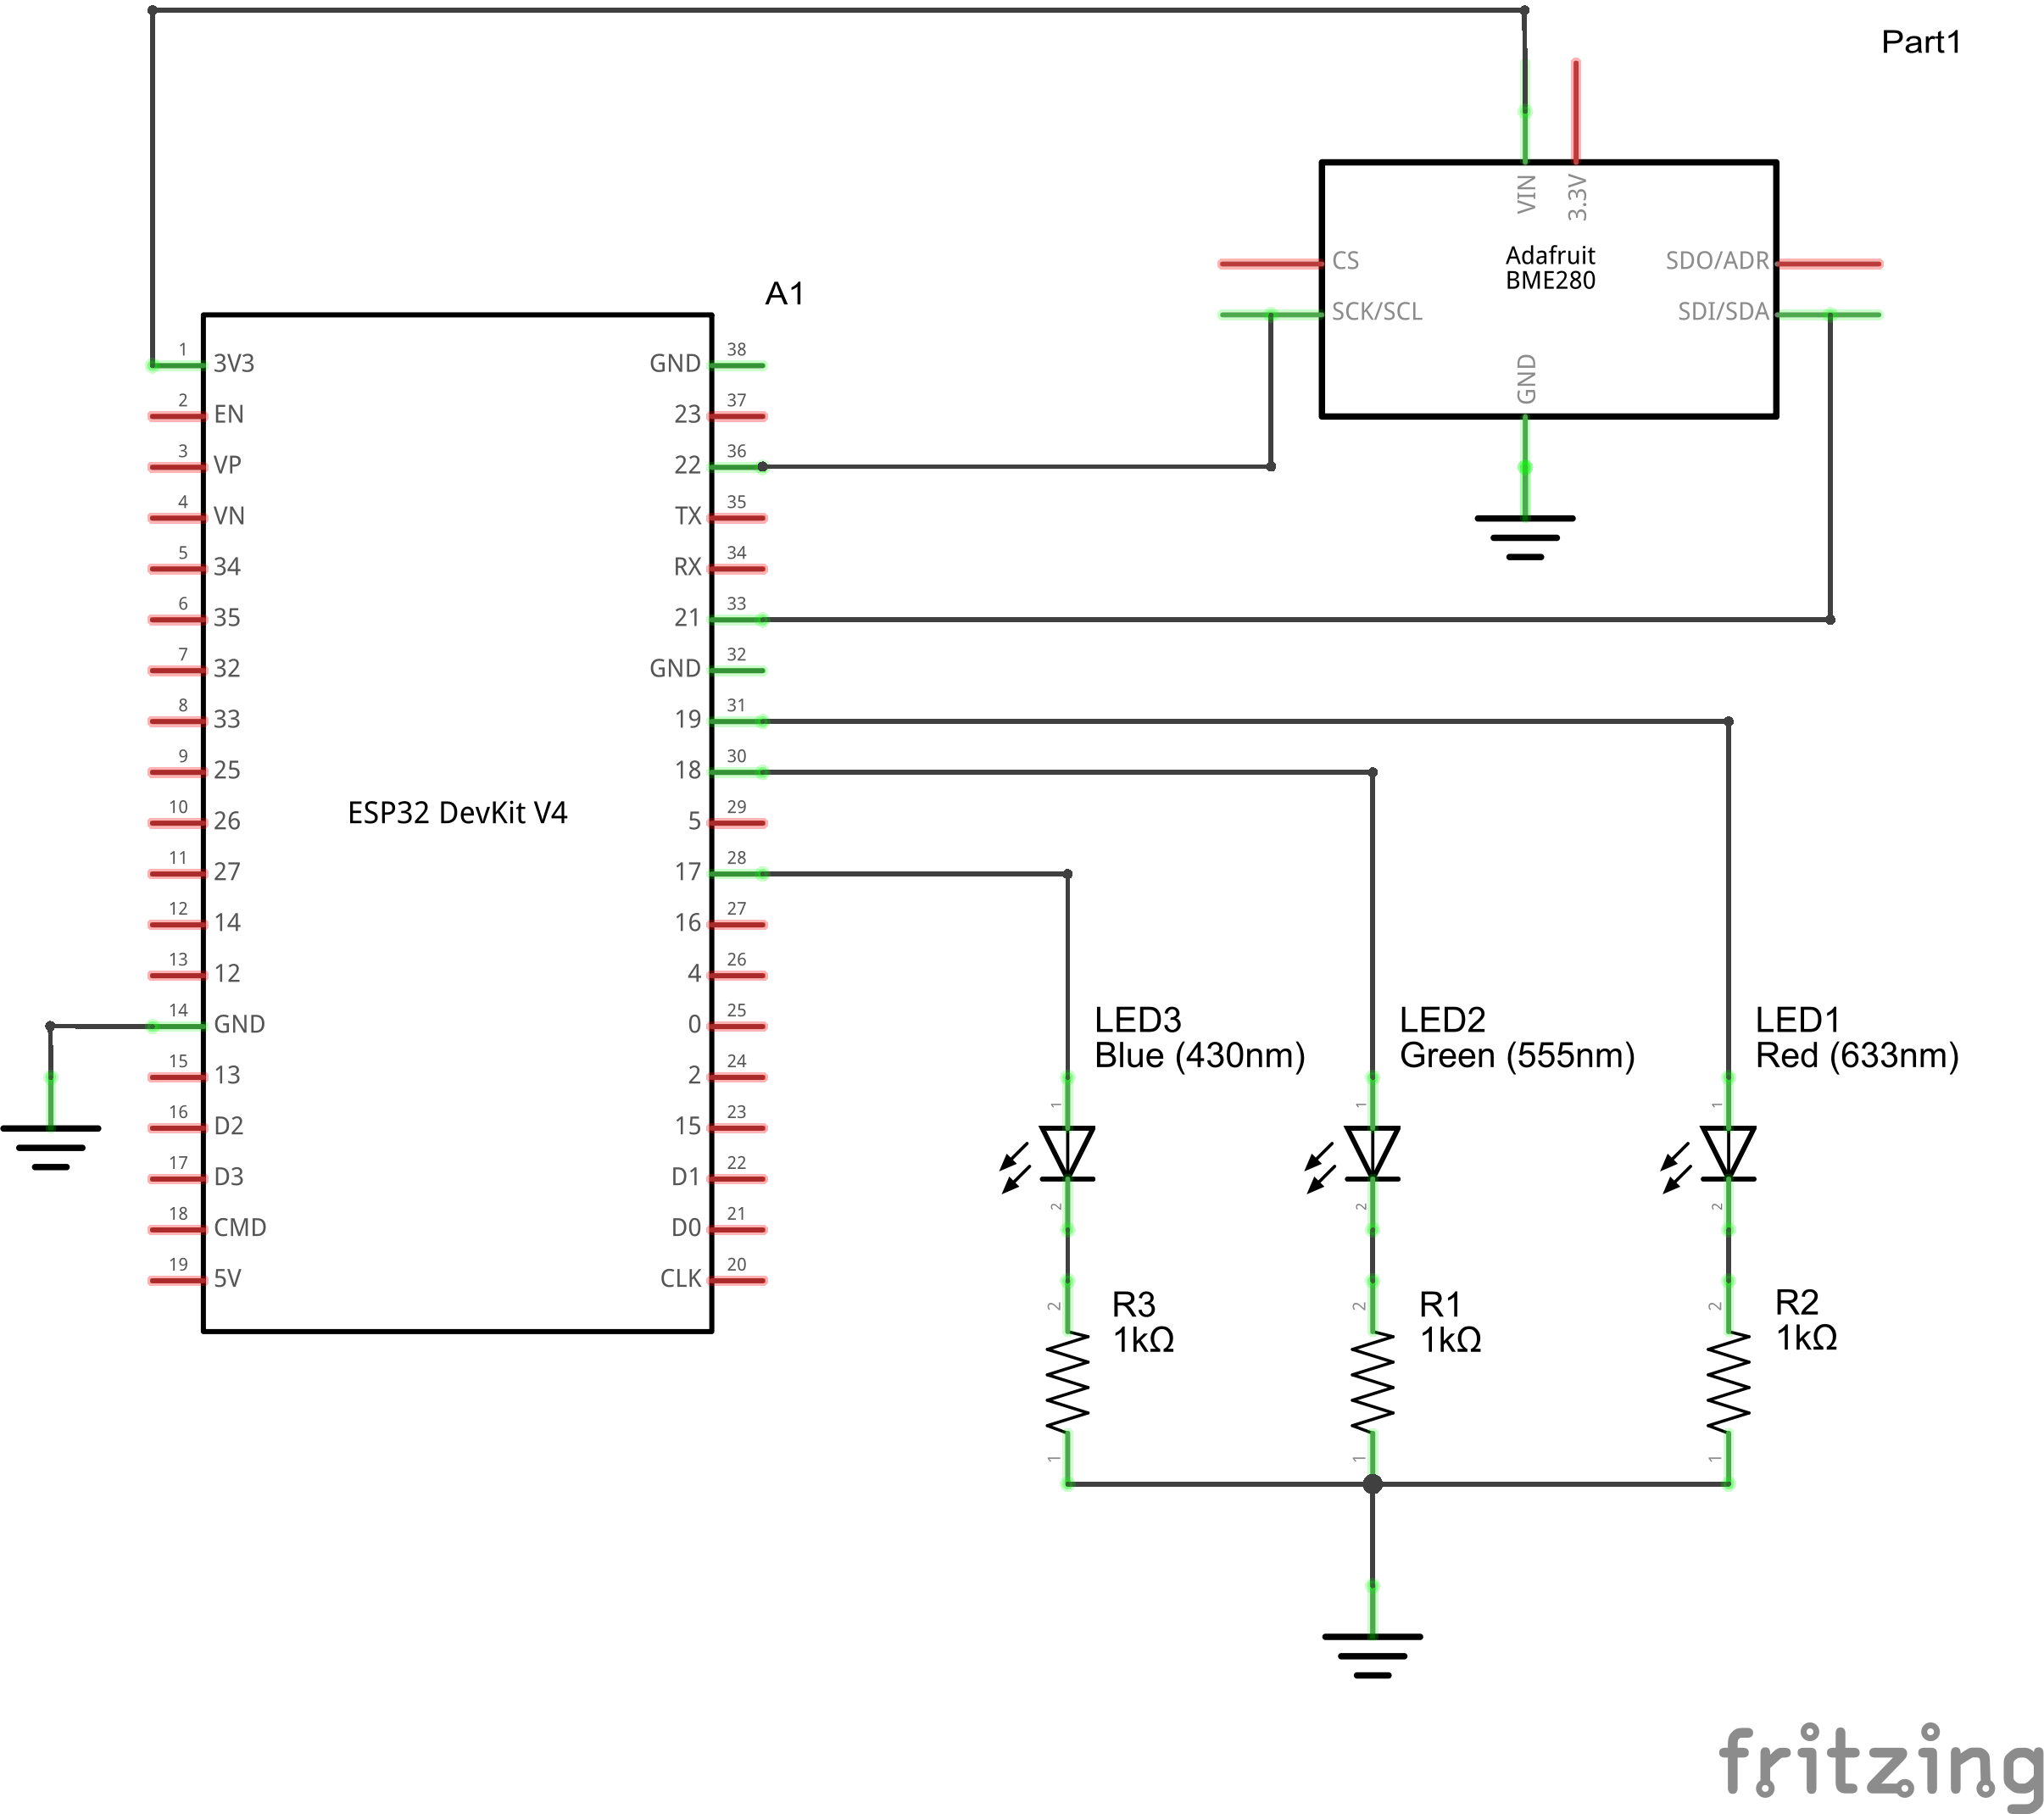 Part1
VIN
3.3V
Adafruit
BME280
CS
SDO/ADR
SCK/SCL
SDI/SDA
GND
A1
1
3V3
GND
38
2
EN
23
37
3
VP
22
36
4
VN
TX
35
5
34
RX
34
6
35
21
33
7
32
GND
32
8
33
19
31
9
25
18
30
10
26
5
29
ESP32 DevKit V4
11
27
17
28
12
14
16
27
13
12
4
26
14
GND
0
25
15
13
2
24
16
D2
15
23
17
D3
D1
22
18
CMD
D0
21
19
5V
CLK
20
LED3
Blue (430nm)
LED2
Green (555nm)
LED1
Red (633nm)
1
1
1
2
2
2
2
R3
1kΩ
2
R1
1kΩ
2
R2
1kΩ
1
1
1
fritzing